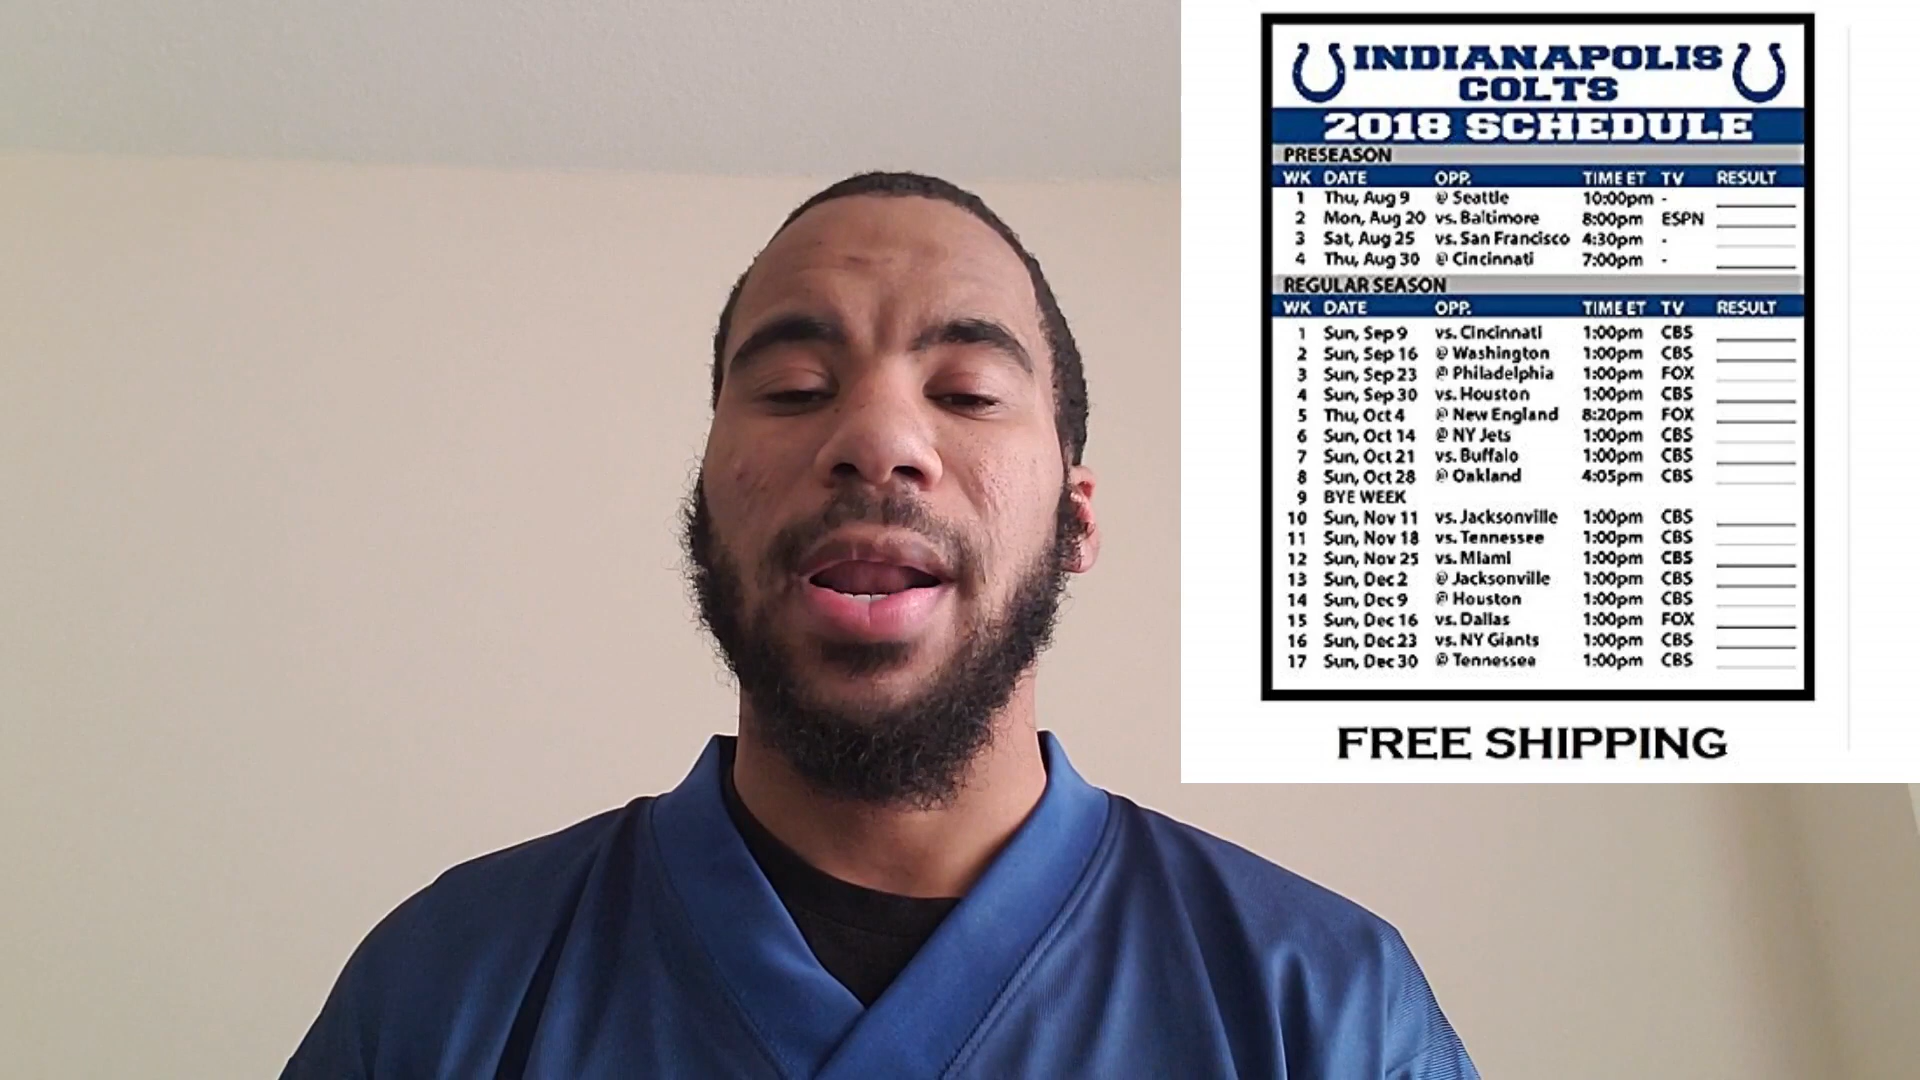 INDIANAPOLIS
COLTS
2018 SCHEDULE
PRESEASON
WK DATE OPP. TIME ET TV RESULT
1 Thu, Aug 9 @ Seattle 10:00pm -
2 Mon, Aug 20 vs. Baltimore 8:00pm ESPN
3 Sat, Aug 25 vs. San Francisco 4:30pm -
4 Thu, Aug 30 @ Cincinnati 7:00pm -
REGULAR SEASON
WK DATE OPP. TIME ET TV RESULT
1 Sun, Sep 9 vs. Cincinnati 1:00pm CBS
2 Sun, Sep 16 @ Washington 1:00pm CBS
3 Sun, Sep 23 @ Philadelphia 1:00pm FOX
4 Sun, Sep 30 vs. Houston 1:00pm CBS
5 Thu, Oct 4 @ New England 8:20pm FOX
6 Sun, Oct 14 @ NY Jets 1:00pm CBS
7 Sun, Oct 21 vs. Buffalo 1:00pm CBS
8 Sun, Oct 28 @ Oakland 4:05pm CBS
9 BYE WEEK
10 Sun, Nov 11 vs. Jacksonville 1:00pm CBS
11 Sun, Nov 18 vs. Tennessee 1:00pm CBS
12 Sun, Nov 25 vs. Miami 1:00pm CBS
13 Sun, Dec 2 @ Jacksonville 1:00pm CBS
14 Sun, Dec 9 @ Houston 1:00pm CBS
15 Sun, Dec 16 vs. Dallas 1:00pm FOX
16 Sun, Dec 23 vs. NY Giants 1:00pm CBS
17 Sun, Dec 30 @ Tennessee 1:00pm CBS
FREE SHIPPING